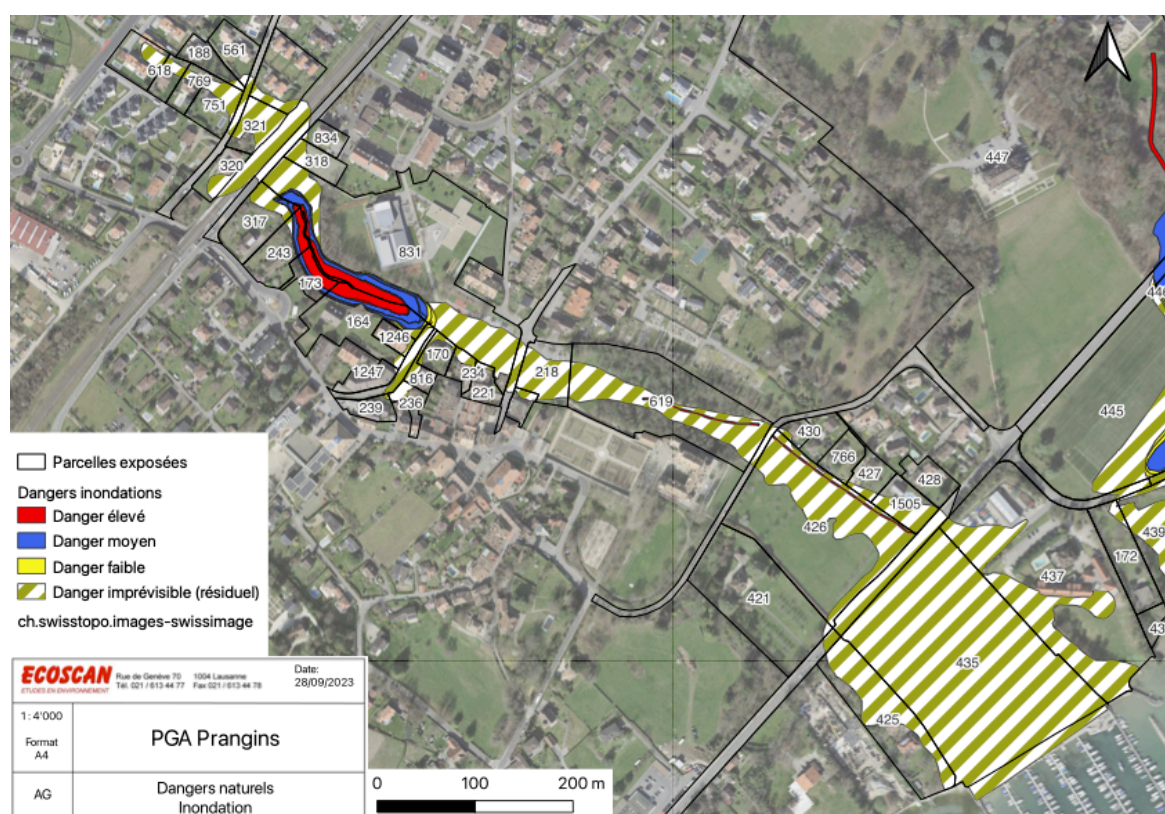 188
561
618
769
751
321
834
320
318
317
243
831
173
164
1246
1247
170
816
234
221
239
236
218
619
447
446
445
430
766
427
428
1505
426
439
172
437
421
435
425
Parcelles exposées
Dangers inondations
Danger élevé
Danger moyen
Danger faible
Danger imprévisible (résiduel)
ch.swisstopo.images-swissimage
ECOSCAN
ETUDES EN ENVIRONNEMENT
Rue de Genève 70 1004 Lausanne
Tél. 021 / 613 44 77 Fax 021 / 613 44 78
Date:
28/09/2023
1: 4'000
Format
A4
PGA Prangins
AG
Dangers naturels
Inondation
0 100 200 m